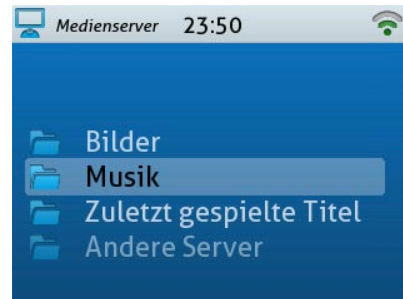 Medienserver 23:50
Bilder
Musik
Zuletzt gespielte Titel
Andere Server